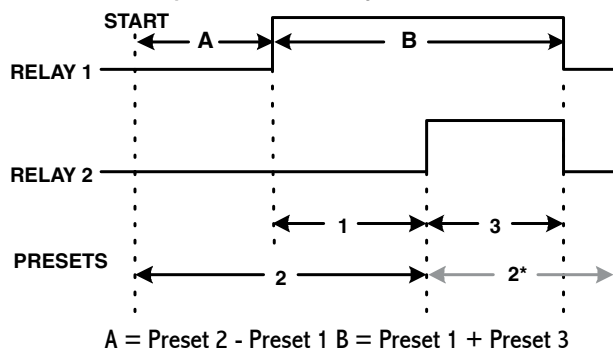 START
A B
RELAY 1
RELAY 2
1 3
PRESETS
2 2*
A = Preset 2 - Preset 1 B = Preset 1 + Preset 3